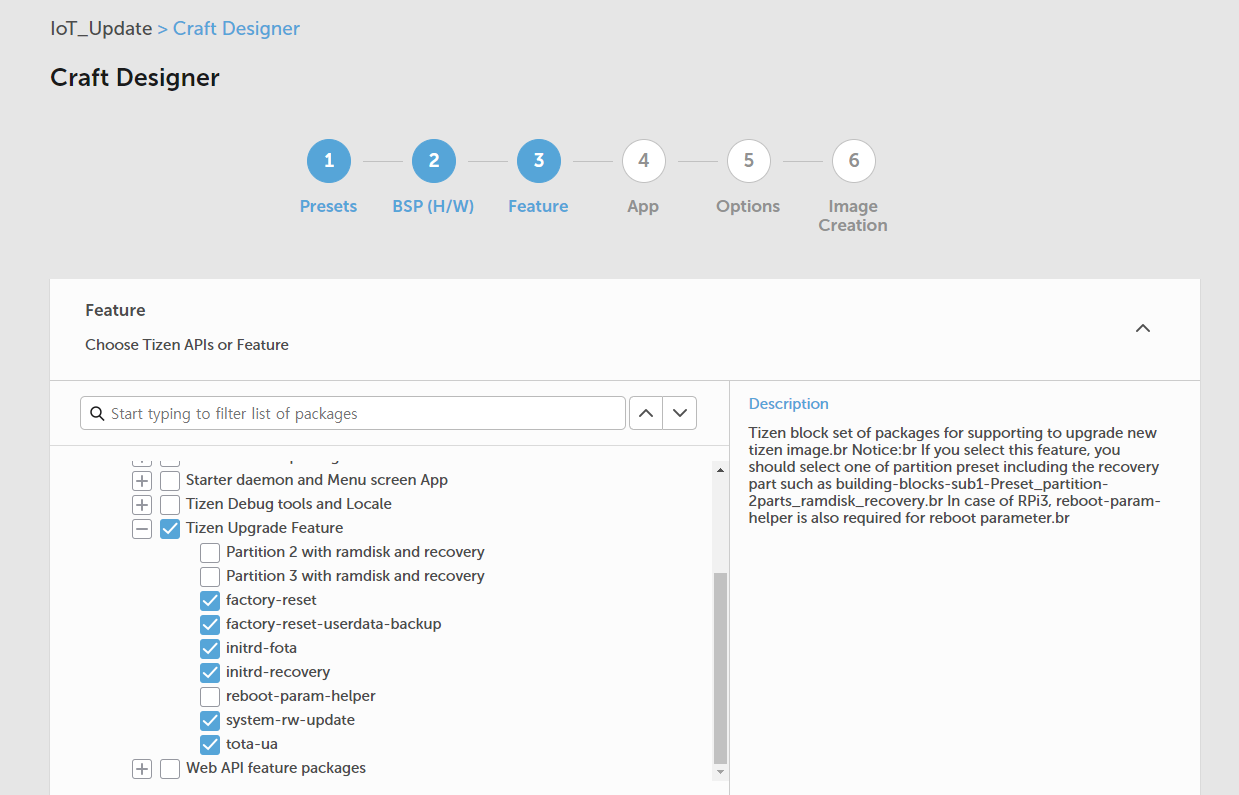 IoT_Update > Craft Designer
Craft Designer
1
2
3
4
5
6
Presets
BSP (H/W)
Feature
App
Options
Image
Creation
Feature
Choose Tizen APIs or Feature
Start typing to filter list of packages
Starter daemon and Menu screen App
Tizen Debug tools and Locale
Tizen Upgrade Feature
Partition 2 with ramdisk and recovery
Partition 3 with ramdisk and recovery
factory-reset
factory-reset-userdata-backup
initrd-fota
initrd-recovery
reboot-param-helper
system-rw-update
tota-ua
Web API feature packages
Description
Tizen block set of packages for supporting to upgrade new
tizen image.br Notice:br If you select this feature, you
should select one of partition preset including the recovery
part such as building-blocks-sub1-Preset_partition-
2parts_ramdisk_recovery.br In case of RPi3, reboot-param-
helper is also required for reboot parameter.br